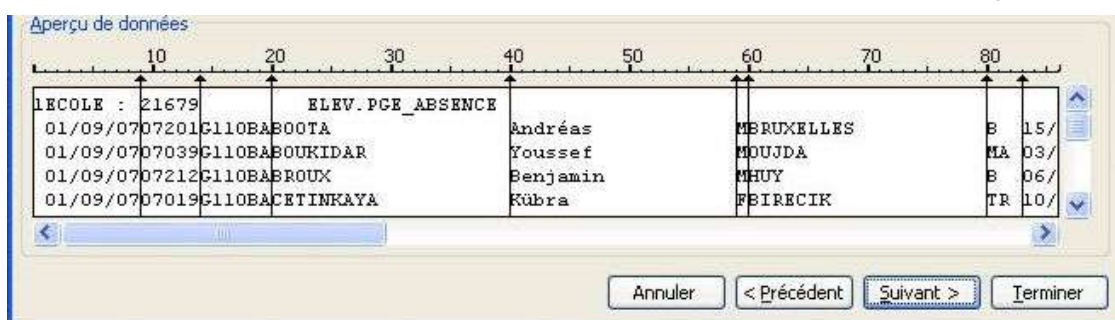 Aperçu de données
10 20 30 40 50 60 70 80
1ECOLE : 21679 ELEV.PGE_ABSENCE
01/09/0707201G110BABOOTA Andréas MBRUXELLES B 15/
01/09/0707039G110BABOUKIDAR Youssef MOUJDA MA 03/
01/09/0707212G110BABROUX Benjamin MHUY B 06/
01/09/0707019G110BACETINKAYA Kübra FBIRECIK TR 10/
Annuler < Précédent Suivant > Terminer